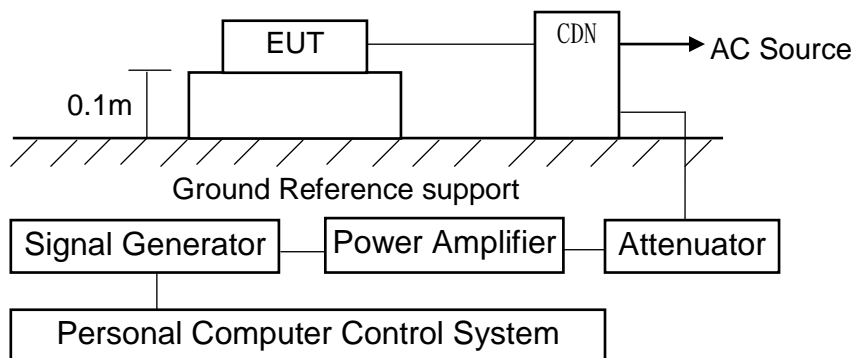 EUT
CDN
AC Source
0.1m
Ground Reference support
Signal Generator
Power Amplifier
Attenuator
Personal Computer Control System